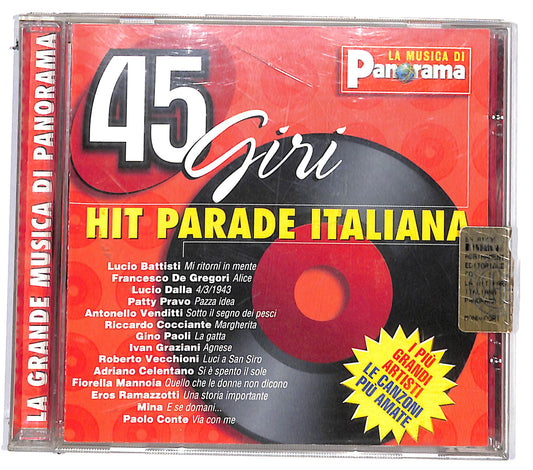 LA GRANDE MUSICA DI PANORAMA
LA MUSICA DI
Panorama
45
Giri
HIT PARADE ITALIANA
Lucio Battisti Mi ritorni in mente
Francesco De Gregori Alice
Lucio Dalla 4/3/1943
Patty Pravo Pazza idea
Antonello Venditti Sotto il segno dei pesci
Riccardo Cocciante Margherita
Gino Paoli La gatta
Ivan Graziani Agnese
Roberto Vecchioni Luci a San Siro
Adriano Celentano Si è spento il sole
Fiorella Mannoia Quello che le donne non dicono
Eros Ramazzotti Una storia importante
Mina E se domani...
Paolo Conte Via con me
I PIÙ
GRANDI
ARTISTI
LE CANZONI
PIÙ AMATE
EDITORIALE
ITALIANA